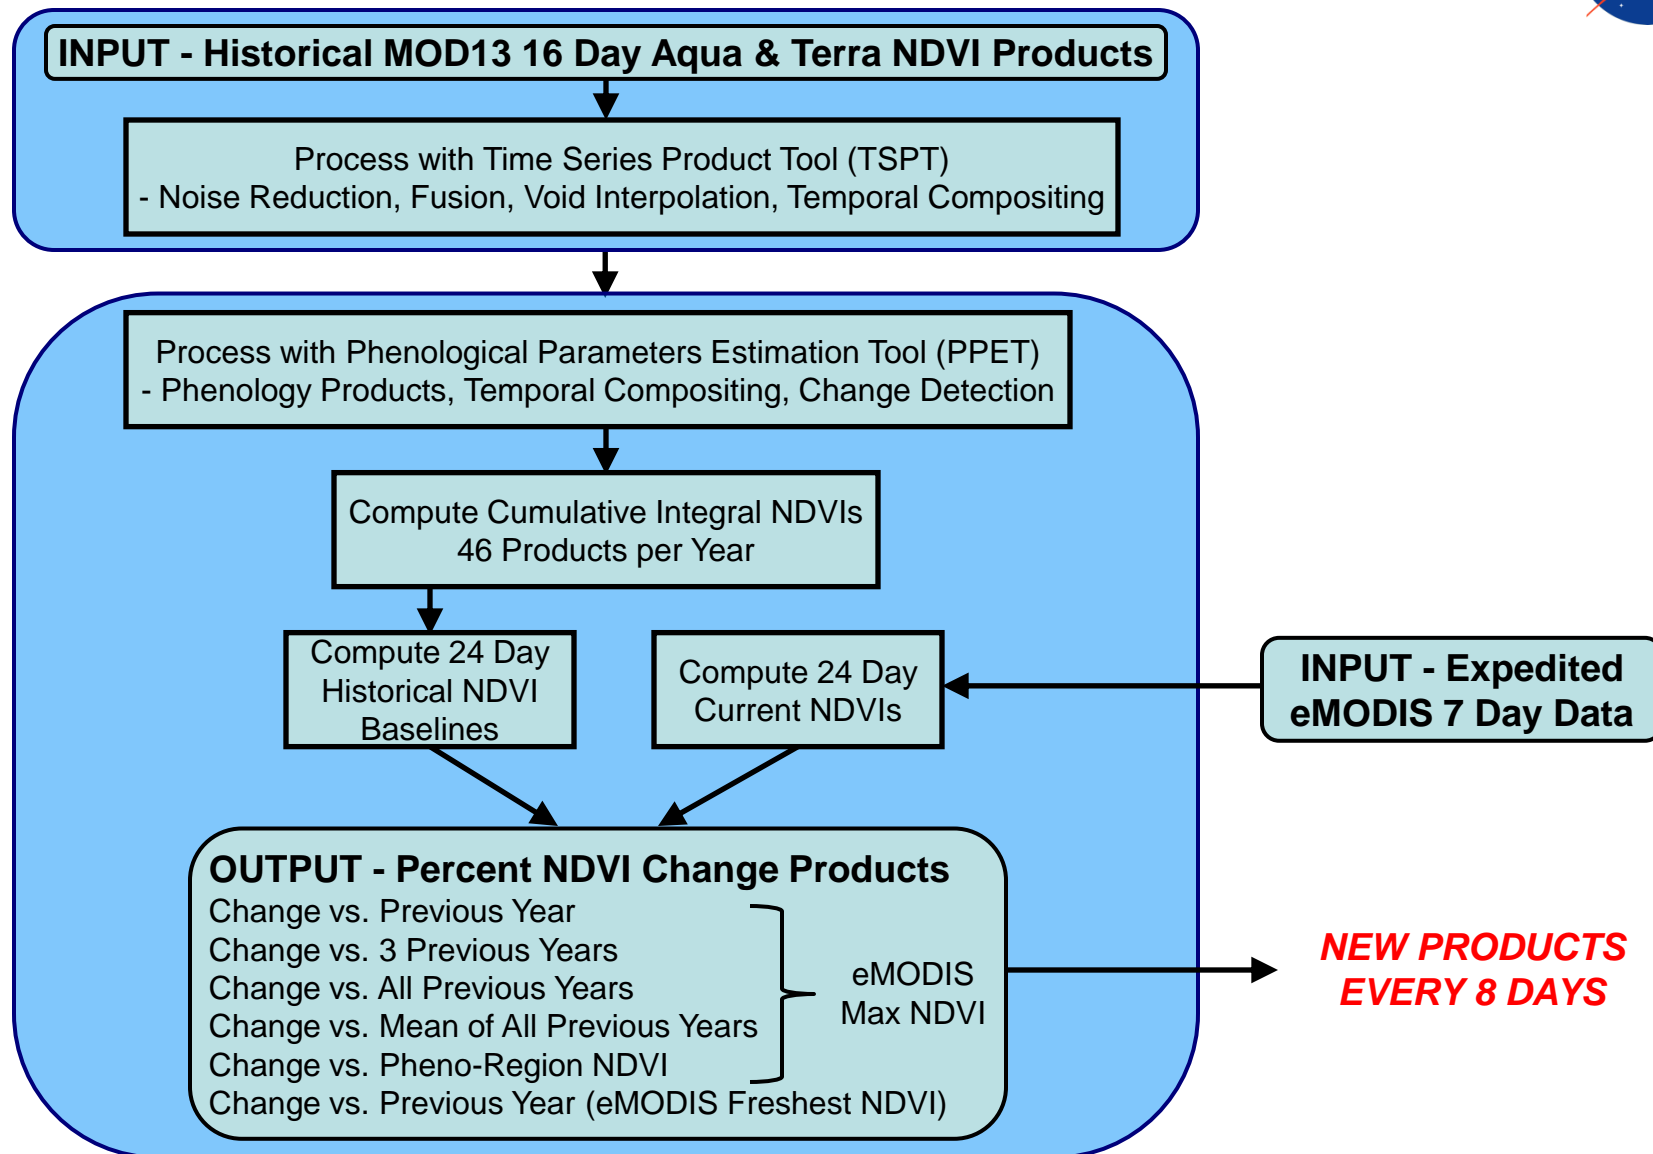 INPUT - Historical MOD13 16 Day Aqua & Terra NDVI Products
Process with Time Series Product Tool (TSPT)
- Noise Reduction, Fusion, Void Interpolation, Temporal Compositing
Process with Phenological Parameters Estimation Tool (PPET)
- Phenology Products, Temporal Compositing, Change Detection
Compute Cumulative Integral NDVIs
46 Products per Year
Compute 24 Day
Historical NDVI
Baselines
Compute 24 Day
Current NDVIs
INPUT - Expedited
eMODIS 7 Day Data
OUTPUT - Percent NDVI Change Products
Change vs. Previous Year
Change vs. 3 Previous Years
Change vs. All Previous Years
Change vs. Mean of All Previous Years
Change vs. Pheno-Region NDVI
Change vs. Previous Year (eMODIS Freshest NDVI)
eMODIS
Max NDVI
NEW PRODUCTS
EVERY 8 DAYS